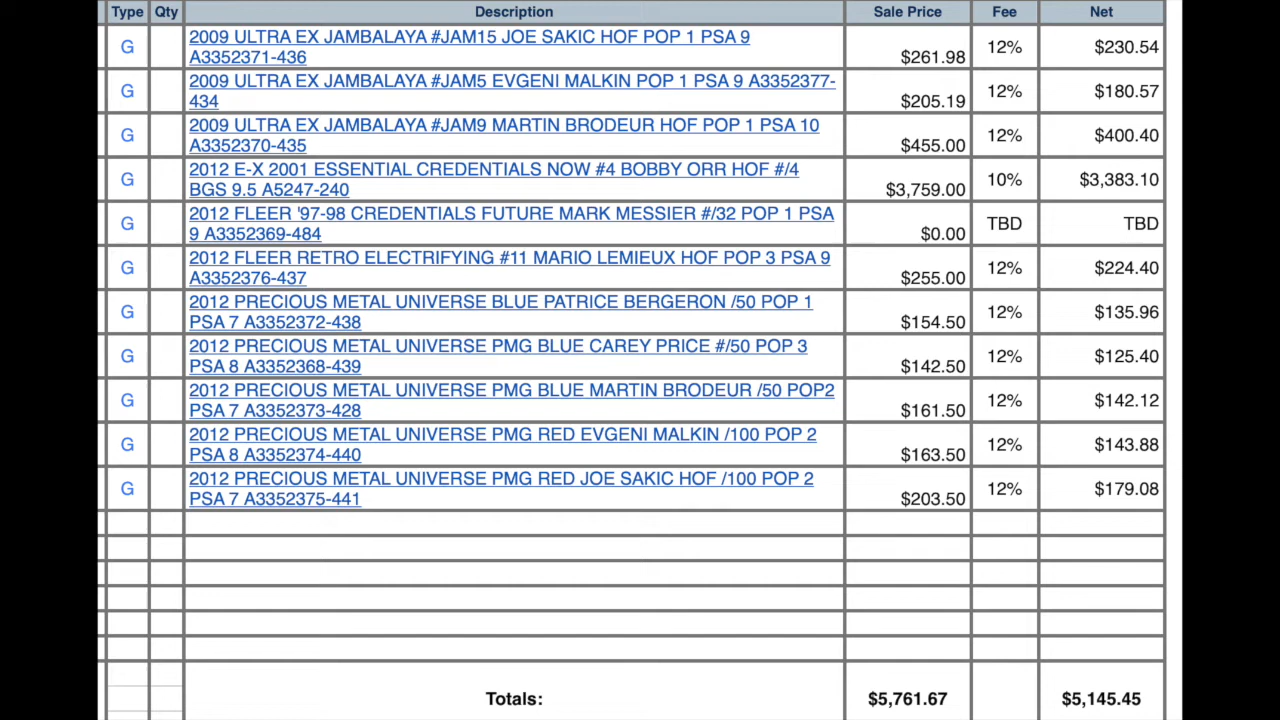 Type Qty Description Sale Price Fee Net
2009 ULTRA EX JAMBALAYA #JAM15 JOE SAKIC HOF POP 1 PSA 9
G A3352371-436 $261.98 12% $230.54
2009 ULTRA EX JAMBALAYA #JAM5 EVGENI MALKIN POP 1 PSA 9 A3352377-
G 434 $205.19 12% $180.57
2009 ULTRA EX JAMBALAYA #JAM9 MARTIN BRODEUR HOF POP 1 PSA 10
G A3352370-435 $455.00 12% $400.40
2012 E-X 2001 ESSENTIAL CREDENTIALS NOW #4 BOBBY ORR HOF #/4
G BGS 9.5 A5247-240 $3,759.00 10% $3,383.10
2012 FLEER '97-98 CREDENTIALS FUTURE MARK MESSIER #/32 POP 1 PSA
G 9 A3352369-484 $0.00 TBD TBD
2012 FLEER RETRO ELECTRIFYING #11 MARIO LEMIEUX HOF POP 3 PSA 9
G A3352376-437 $255.00 12% $224.40
2012 PRECIOUS METAL UNIVERSE BLUE PATRICE BERGERON /50 POP 1
G PSA 7 A3352372-438 $154.50 12% $135.96
2012 PRECIOUS METAL UNIVERSE PMG BLUE CAREY PRICE #/50 POP 3
G PSA 8 A3352368-439 $142.50 12% $125.40
2012 PRECIOUS METAL UNIVERSE PMG BLUE MARTIN BRODEUR /50 POP2
G PSA 7 A3352373-428 $161.50 12% $142.12
2012 PRECIOUS METAL UNIVERSE PMG RED EVGENI MALKIN /100 POP 2
G PSA 8 A3352374-440 $163.50 12% $143.88
2012 PRECIOUS METAL UNIVERSE PMG RED JOE SAKIC HOF /100 POP 2
G PSA 7 A3352375-441 $203.50 12% $179.08
Totals: $5,761.67 $5,145.45